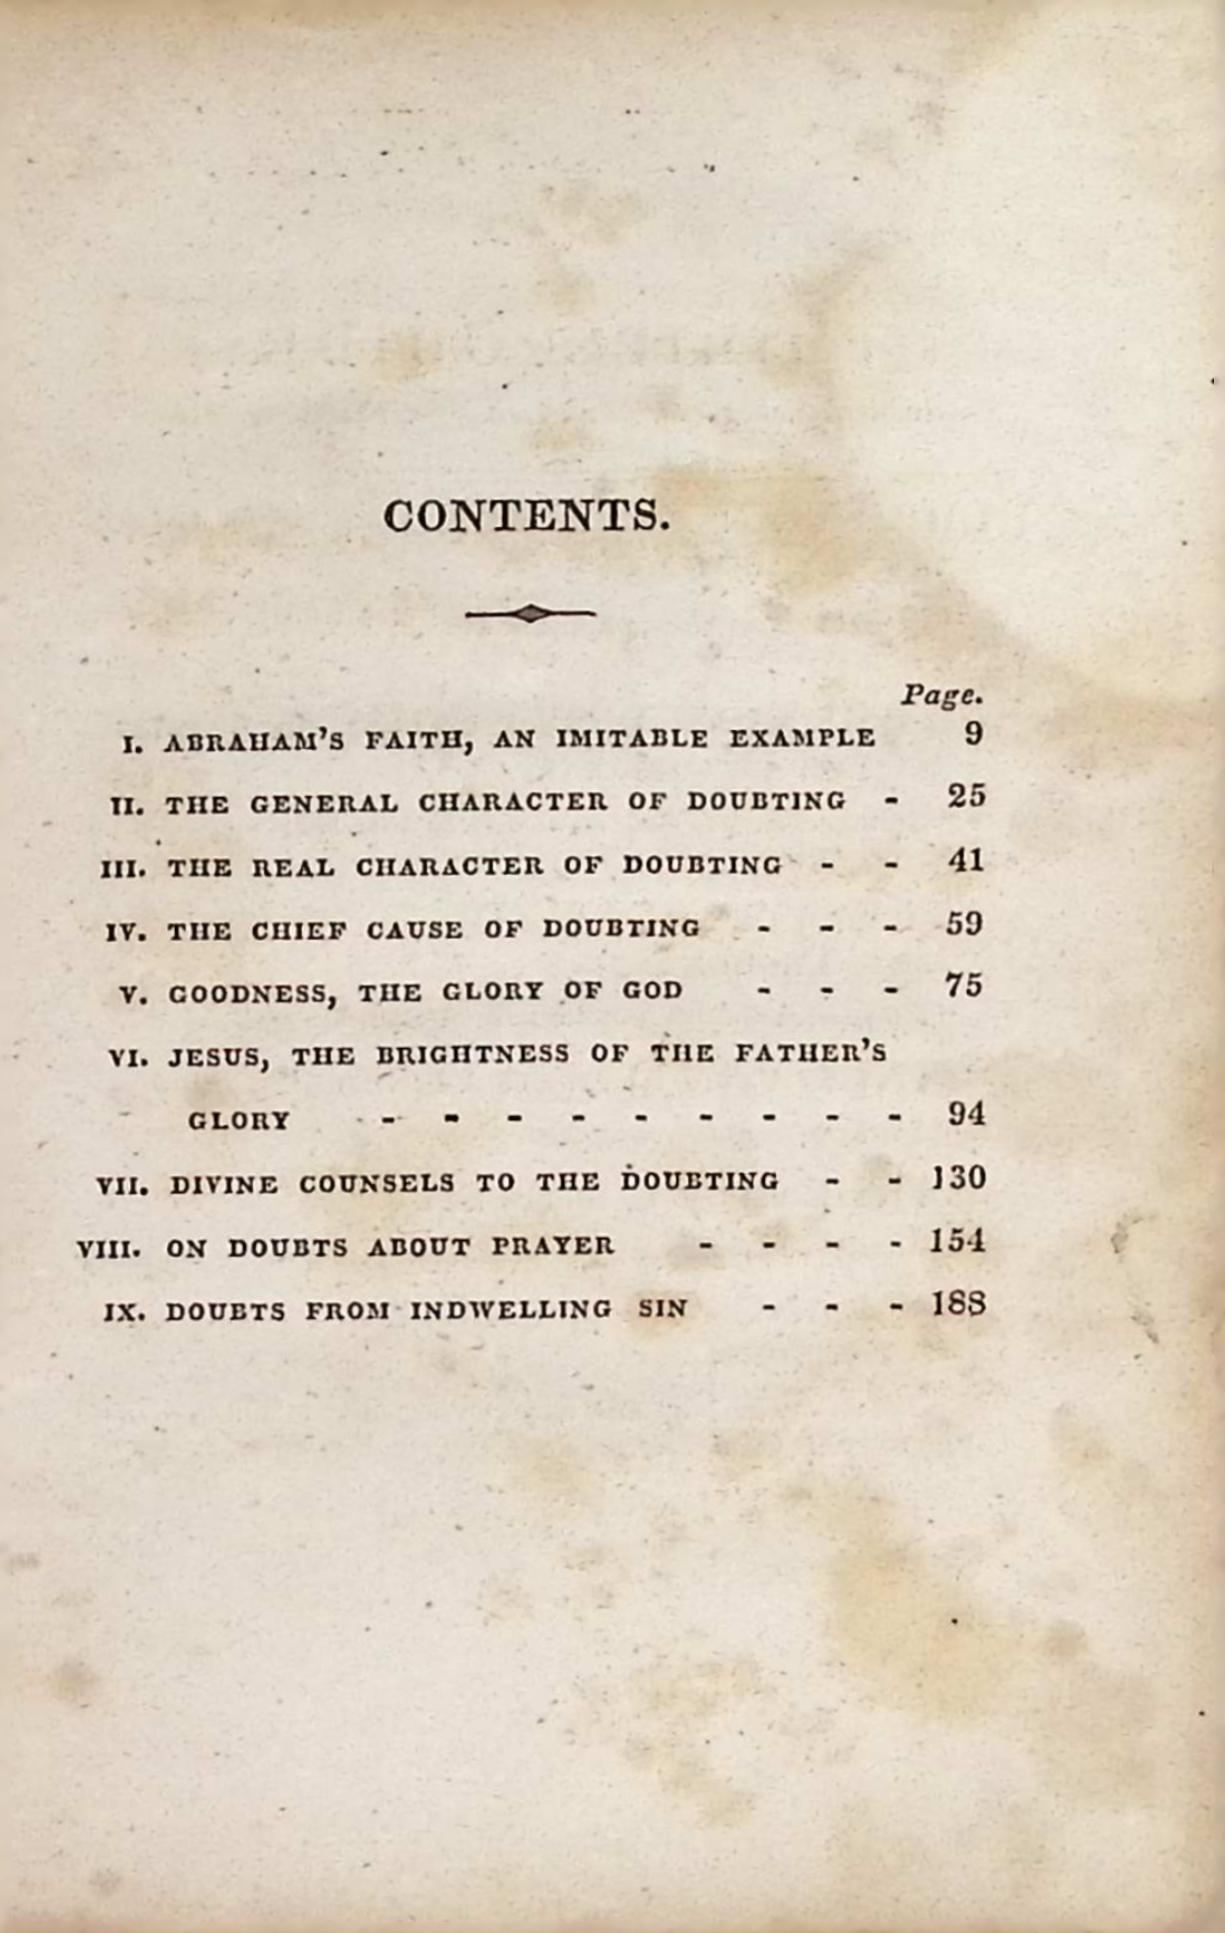 CONTENTS.
Page.
I. ABRAHAM'S FAITH, AN IMITABLE EXAMPLE 9
II. THE GENERAL CHARACTER OF DOUBTING - 25
III. THE REAL CHARACTER OF DOUBTING - - 41
IV. THE CHIEF CAUSE OF DOUBTING - - - 59
V. GOODNESS, THE GLORY OF GOD - - - 75
VI. JESUS, THE BRIGHTNESS OF THE FATHER'S
GLORY - - - - - - - - - 94
VII. DIVINE COUNSELS TO THE DOUBTING - - 130
VIII. ON DOUBTS ABOUT PRAYER - - - - 154
IX. DOUBTS FROM INDWELLING SIN - - - 188